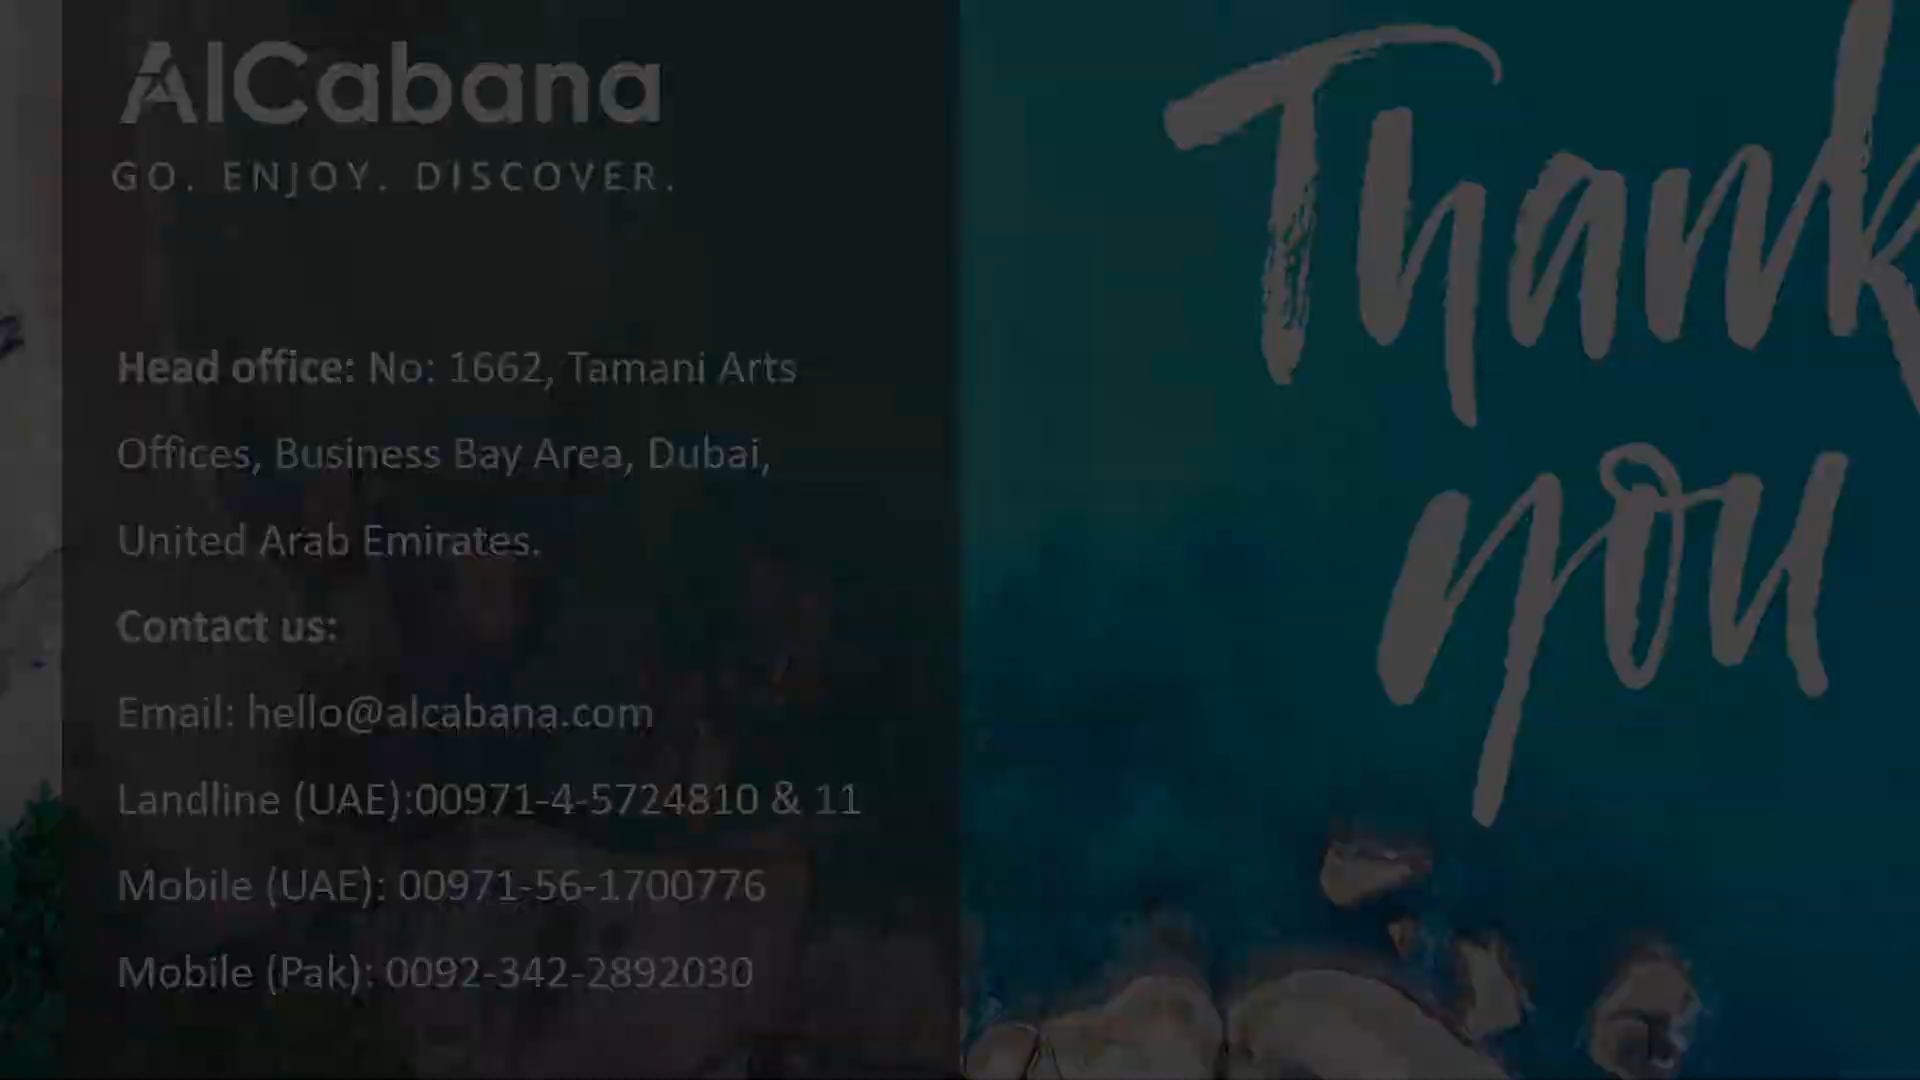 AlCabana
GO. ENJOY. DISCOVER.
Head office: No: 1662, Tamani Arts
Offices, Business Bay Area, Dubai,
United Arab Emirates.
Contact us:
Email: hello@alcabana.com
Landline (UAE):00971-4-5724810 & 11
Mobile (UAE): 00971-56-1700776
Mobile (Pak): 0092-342-2892030
Thank
you